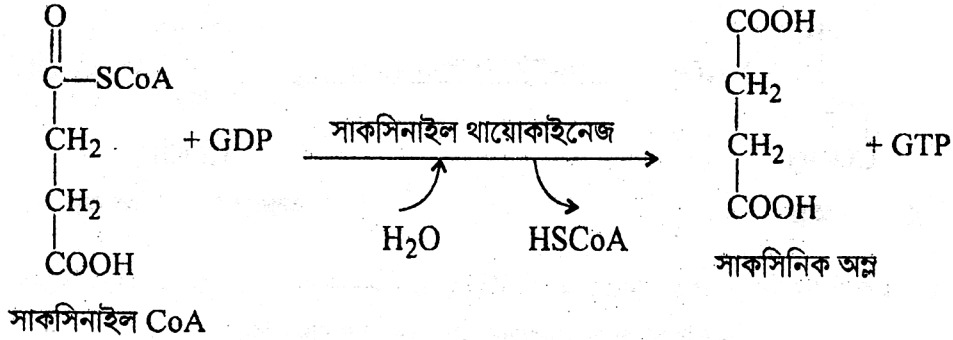 O
C—SCoA
CH₂
CH₂
COOH
সাকসিনাইল CoA
+ GDP
সাকসিনাইল থায়োকাইনেজ
H₂O
HSCoA
COOH
CH₂
CH₂
COOH
সাকসিনিক অম্ল
+ GTP